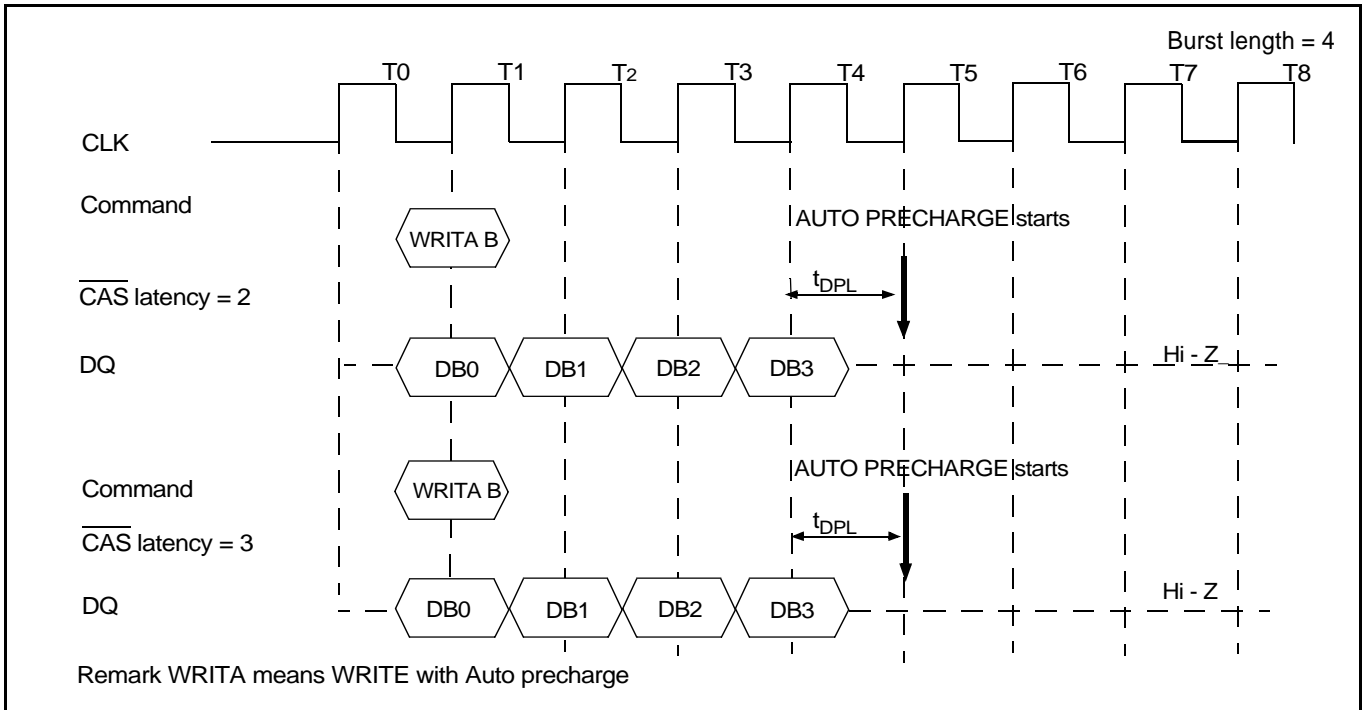 Burst length = 4
T0 T1 T2 T3 T4 T5 T6 T7 T8
CLK
Command
WRITA B
AUTO PRECHARGE starts
CAS latency = 2
tDPL
DQ
DB0 DB1 DB2 DB3
Hi - Z
Command
WRITA B
AUTO PRECHARGE starts
CAS latency = 3
tDPL
DQ
DB0 DB1 DB2 DB3
Hi - Z
Remark WRITA means WRITE with Auto precharge